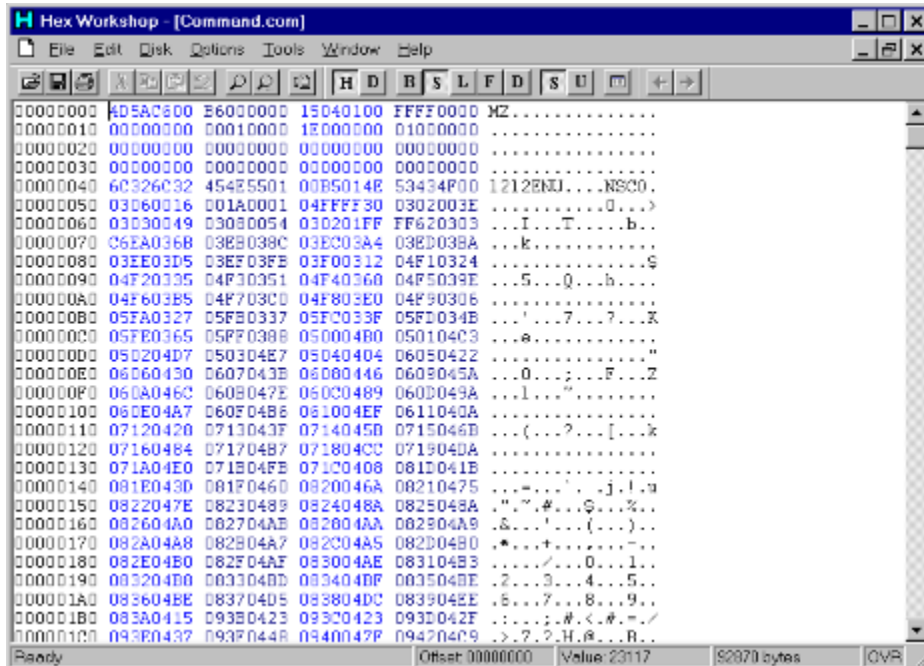 Hex Workshop - [Command.com]
File Edit Disk Options Tools Window Help
H D B S L F D S U
00000000 4D5AC600 B6000000 15040100 FFFF0000 MZ..............
00000010 00000000 00010000 1E000000 01000000 ................
00000020 00000000 00000000 00000000 00000000 ................
00000030 00000000 00000000 00000000 00000000 ................
00000040 6C326C32 454E5501 00B5014E 53434F00 l2l2ENU....NSCO.
00000050 03060016 001A0001 04FFFF30 0302003E ...........0...>
00000060 03030049 03080054 030201FF FF620303 ...I...T.....b..
00000070 C6EA036B 03EB038C 03EC03A4 03ED03BA ...k............
00000080 03EE03D5 03EF03FB 03F00312 04F10324 ...............$
00000090 04F20335 04F30351 04F40368 04F5039E ...5...Q...h....
000000A0 04F603B5 04F703C0 04F803E0 04F90306 ................
000000B0 05FA0327 05FB0337 05FC033F 05FD034B ...'...7...?...K
000000C0 05FE0365 05FF038B 050004B0 050104C3 ...e............
000000D0 050204D7 050304E7 05040404 06050422 ..............."
000000E0 06060430 0607043B 06080446 0609045A ...0...;...F...Z
000000F0 060A046C 060B047E 060C0489 060D049A ...l...~........
00000100 060E04A7 060F04B6 061004EF 0611040A ................
00000110 07120428 0713043F 0714045B 0715046B ...(...?...[...k
00000120 07160484 071704B7 071804CC 071904DA ................
00000130 071A04E0 071B04FB 071C0408 081D041B ................
00000140 081E043D 081F0460 0820046A 08210475 ...=...`. .j.!.u
00000150 0822047E 08230489 0824048A 0825048A .".~.#...$...%..
00000160 082604A0 082704AB 082804AA 082904A9 .&...'...(...)..
00000170 082A04A8 082B04A7 082C04A5 082D04B0 .*...+...,...-..
00000180 082E04B0 082F04AF 083004AE 083104B3 ...../...0...1..
00000190 083204B0 083304BD 083404BF 083504BE .2...3...4...5..
000001A0 083604BE 083704D5 083804DC 083904EE .6...7...8...9..
000001B0 083A0415 093B0423 093C0423 093D042F .:...;.#.<.#.=./
000001C0 093E0437 093F0448 0940047F 094204C9 .>.7.?.H.@...B..
Ready Offset: 00000000 Value: 23117 92870 bytes OVR